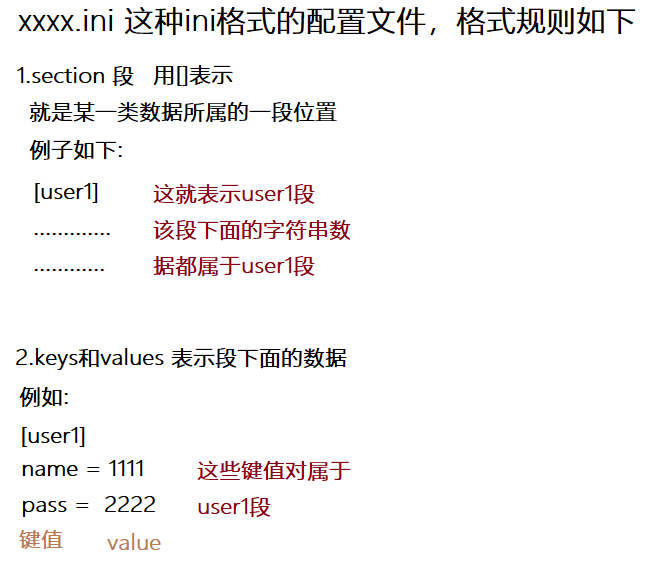 xxxx.ini 这种ini格式的配置文件，格式规则如下
1.section 段 用[]表示
就是某一类数据所属的一段位置
例子如下:
[user1] 这就表示user1段
............. 该段下面的字符串数
............ 据都属于user1段
2.keys和values 表示段下面的数据
例如:
[user1]
name = 1111 这些键值对属于
pass = 2222 user1段
键值 value